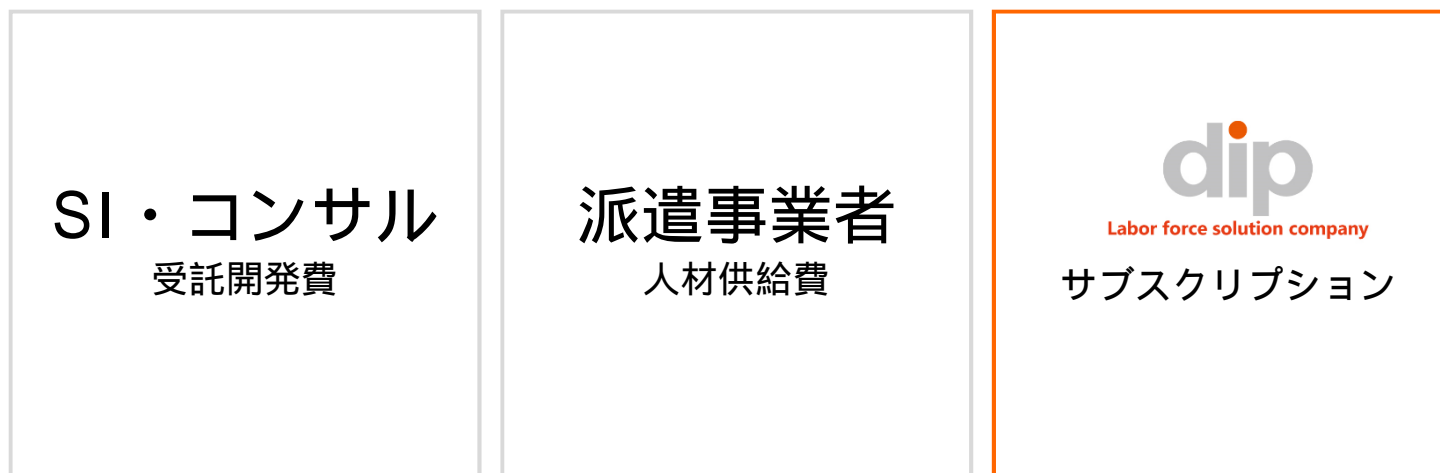 SI・コンサル
受託開発費
派遣事業者
人材供給費
dip
Labor force solution company
サブスクリプション